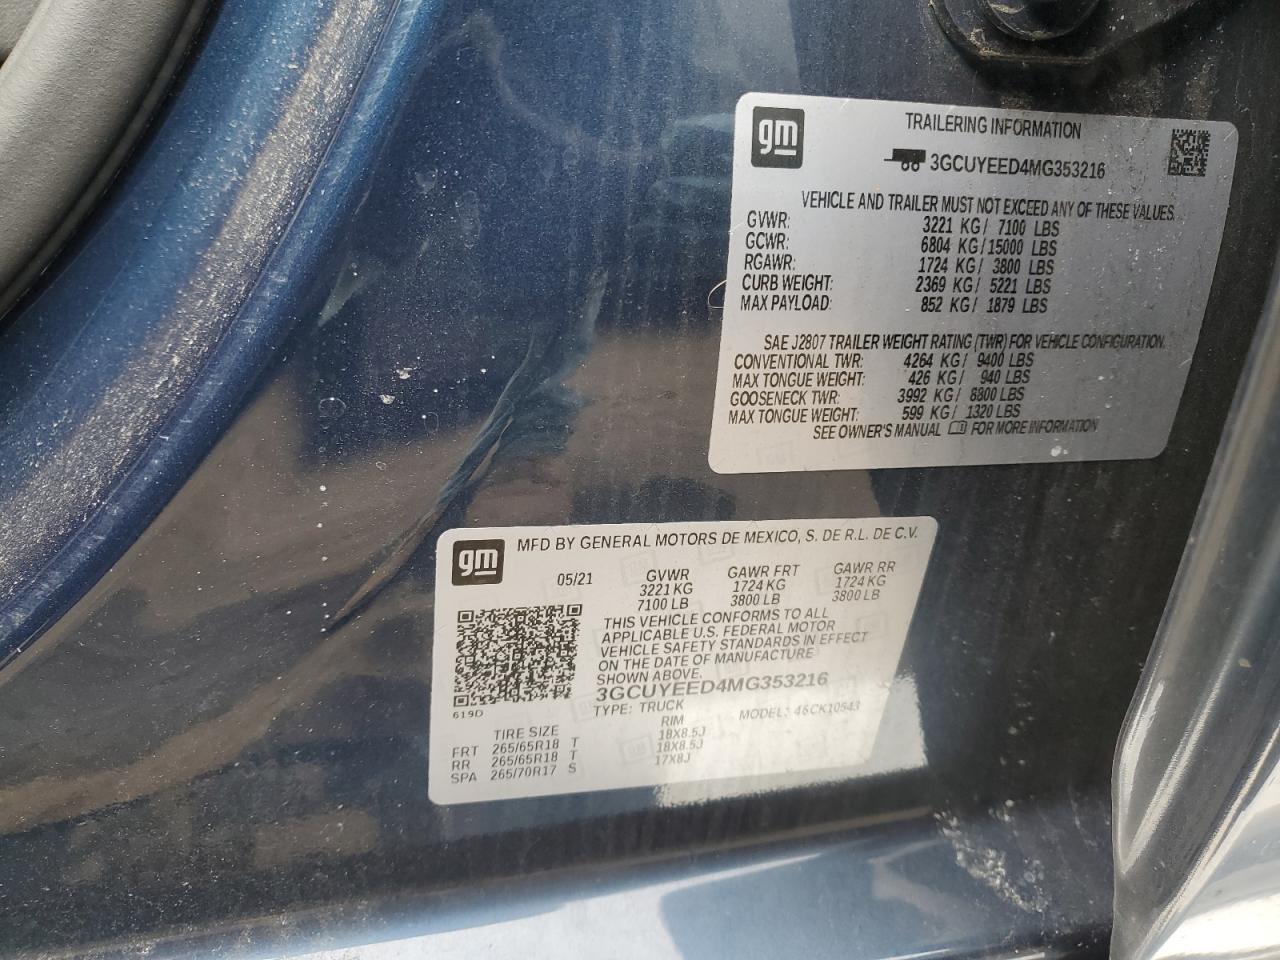 gm
TRAILERING INFORMATION
3GCUYEED4MG353216
VEHICLE AND TRAILER MUST NOT EXCEED ANY OF THESE VALUES.
GVWR: 3221 KG/ 7100 LBS
GCWR: 6804 KG/15000 LBS
RGAWR: 1724 KG/ 3800 LBS
CURB WEIGHT: 2369 KG/ 5221 LBS
MAX PAYLOAD: 852 KG/ 1879 LBS
SAE J2807 TRAILER WEIGHT RATING (TWR) FOR VEHICLE CONFIGURATION.
CONVENTIONAL TWR: 4264 KG/ 9400 LBS
MAX TONGUE WEIGHT: 426 KG/ 940 LBS
GOOSENECK TWR: 3992 KG/ 8800 LBS
MAX TONGUE WEIGHT: 599 KG/ 1320 LBS
SEE OWNER'S MANUAL FOR MORE INFORMATION
gm
MFD BY GENERAL MOTORS DE MEXICO, S. DE R.L. DE C.V.
05/21 GVWR GAWR FRT GAWR RR
3221 KG 1724 KG 1724 KG
7100 LB 3800 LB 3800 LB
THIS VEHICLE CONFORMS TO ALL
APPLICABLE U.S. FEDERAL MOTOR
VEHICLE SAFETY STANDARDS IN EFFECT
ON THE DATE OF MANUFACTURE
SHOWN ABOVE.
3GCUYEED4MG353216
619D
TYPE: TRUCK MODEL: 46CK10543
TIRE SIZE RIM
FRT 265/65R18 T 18X8.5J
RR 265/65R18 T 18X8.5J
SPA 265/70R17 S 17X8J